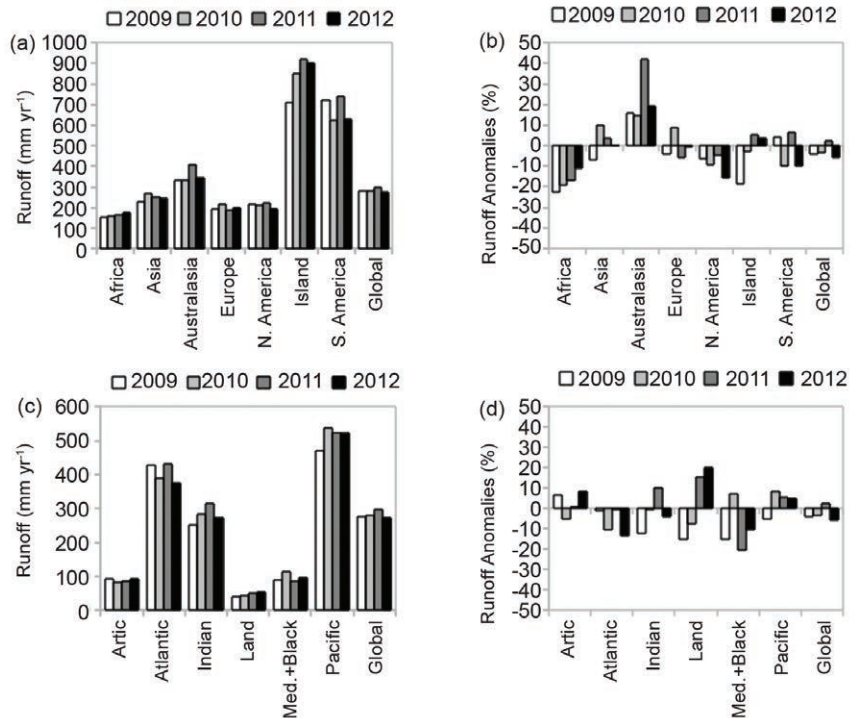 2009 2010 2011 2012
(a)
1000
900
800
700
600
500
400
300
200
100
0
Runoff (mm yr⁻¹)
Africa
Asia
Australasia
Europe
N. America
Island
S. America
Global
2009 2010 2011 2012
(b)
50
40
30
20
10
0
-10
-20
-30
-40
-50
Runoff Anomalies (%)
Africa
Asia
Australasia
Europe
N. America
Island
S. America
Global
2009 2010 2011 2012
(c)
600
500
400
300
200
100
0
Runoff (mm yr⁻¹)
Artic
Atlantic
Indian
Land
Med.+Black
Pacific
Global
2009 2010 2011 2012
(d)
50
40
30
20
10
0
-10
-20
-30
-40
-50
Runoff Anomalies (%)
Artic
Atlantic
Indian
Land
Med.+Black
Pacific
Global